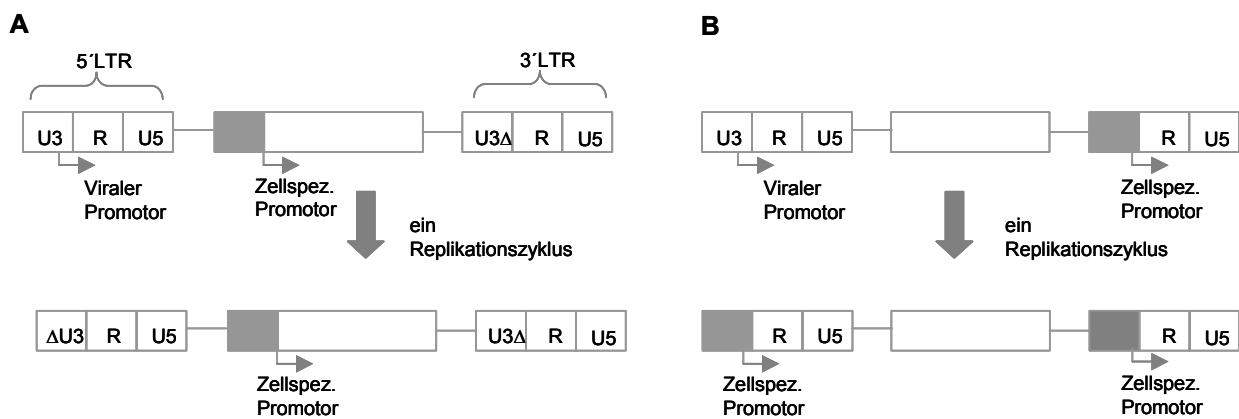 A
5´LTR
3´LTR
U3 R U5
U3Δ R U5
Viraler
Promotor
Zellspez.
Promotor
ein
Replikationszyklus
ΔU3 R U5
U3Δ R U5
Zellspez.
Promotor
B
U3 R U5
R U5
Viraler
Promotor
Zellspez.
Promotor
ein
Replikationszyklus
R U5
R U5
Zellspez.
Promotor
Zellspez.
Promotor